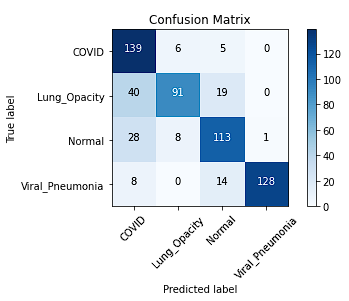 Confusion Matrix
True label
COVID 139 6 5 0
Lung_Opacity 40 91 19 0
Normal 28 8 113 1
Viral_Pneumonia 8 0 14 128
COVID Lung_Opacity Normal Viral_Pneumonia
Predicted label
120
100
80
60
40
20
0